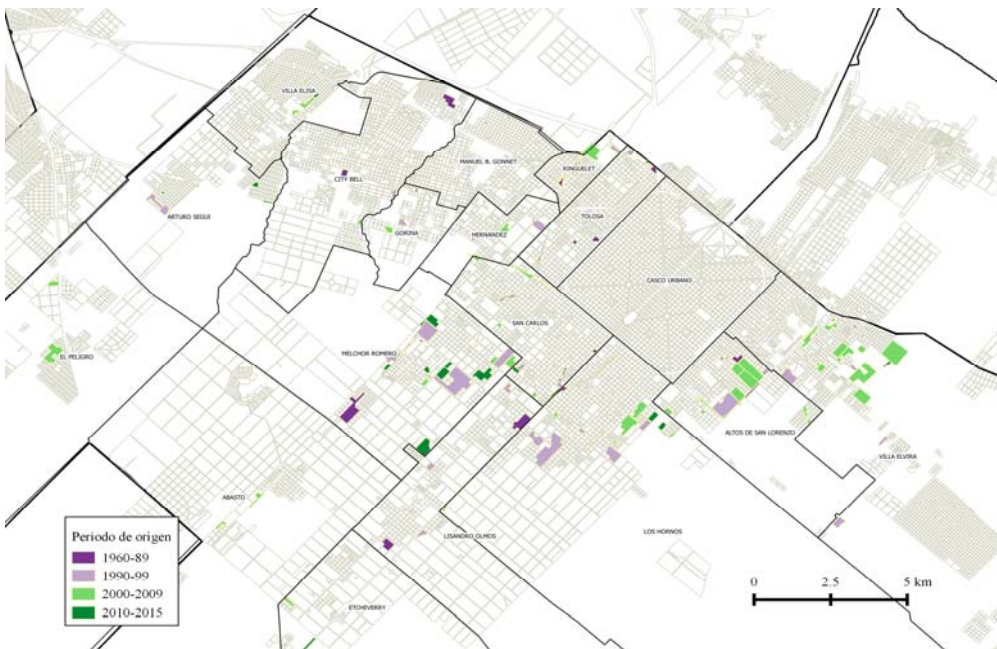 VILLA ELISA
MANUEL B. GONNET
RINGUELET
CITY BELL
ARTURO SEGUI
TOLOSA
GORINA
HERNANDEZ
CASCO URBANO
SAN CARLOS
MELCHOR ROMERO
EL PELIGRO
ALTOS DE SAN LORENZO
VILLA ELVIRA
ABASTO
LISANDRO OLMOS
LOS HORNOS
ETCHEVERRY
Periodo de origen
1960-89
1990-99
2000-2009
2010-2015
0 2.5 5 km